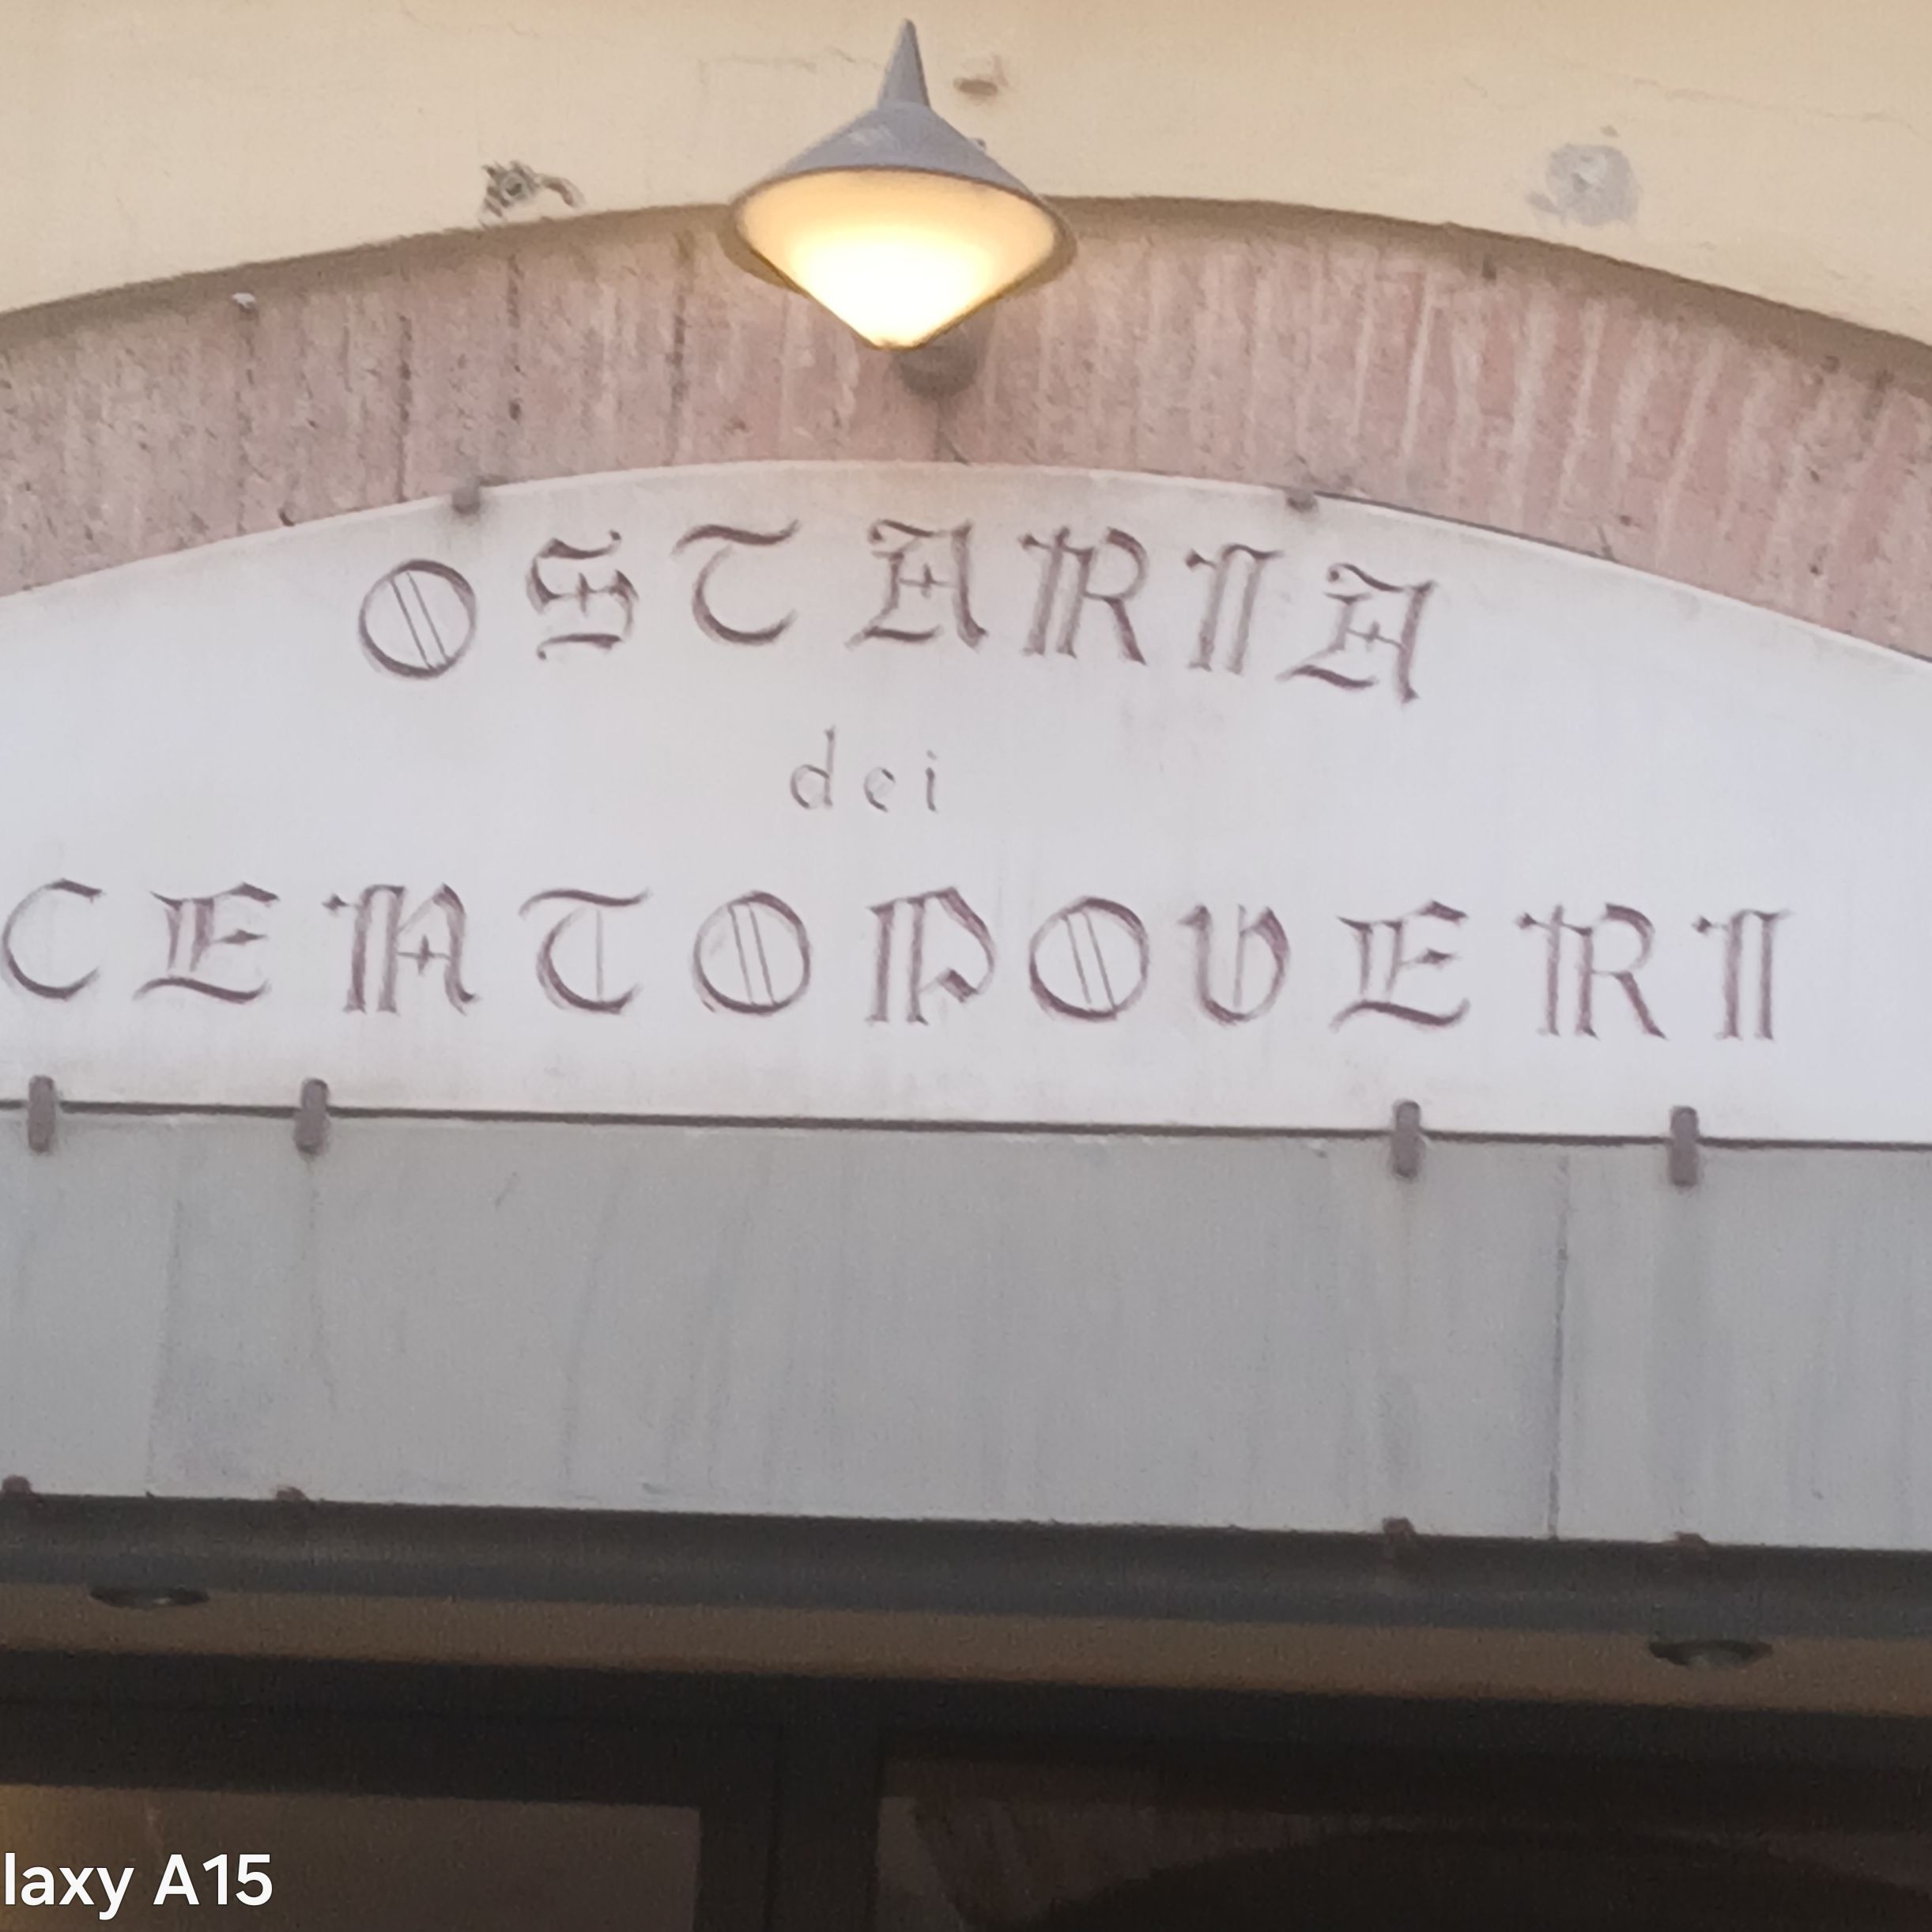 OSTARIA
dei
CENTOPOVERI
laxy A15